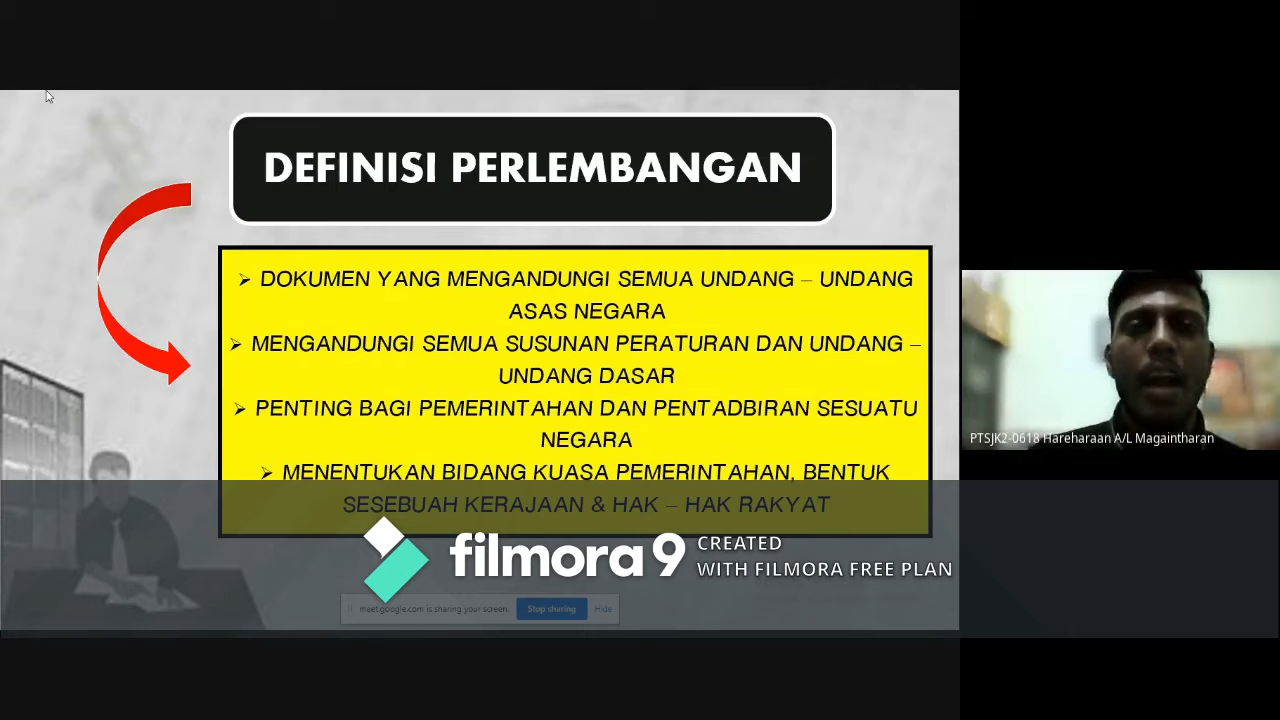 DEFINISI PERLEMBANGAN
➢ DOKUMEN YANG MENGANDUNGI SEMUA UNDANG – UNDANG
ASAS NEGARA
➢ MENGANDUNGI SEMUA SUSUNAN PERATURAN DAN UNDANG –
UNDANG DASAR
➢ PENTING BAGI PEMERINTAHAN DAN PENTADBIRAN SESUATU
NEGARA
➢ MENENTUKAN BIDANG KUASA PEMERINTAHAN, BENTUK
SESEBUAH KERAJAAN & HAK – HAK RAKYAT
PTSJK2-0618 Hareharaan A/L Magaintharan
filmora9
CREATED
WITH FILMORA FREE PLAN
meet.google.com is sharing your screen. Stop sharing Hide